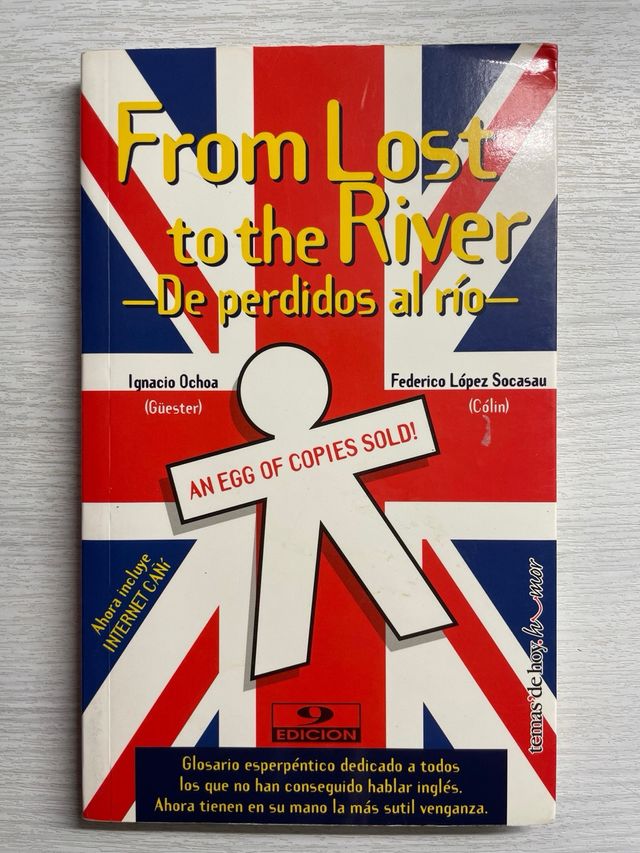 From Lost
to the River
—De perdidos al río—
Ignacio Ochoa
(Güester)
Federico López Socasau
(Cólin)
AN EGG OF COPIES SOLD!
Ahora incluye
INTERNET CAÑí
temas'de hoy.humor
9
EDICION
Glosario esperpéntico dedicado a todos
los que no han conseguido hablar inglés.
Ahora tienen en su mano la más sutil venganza.